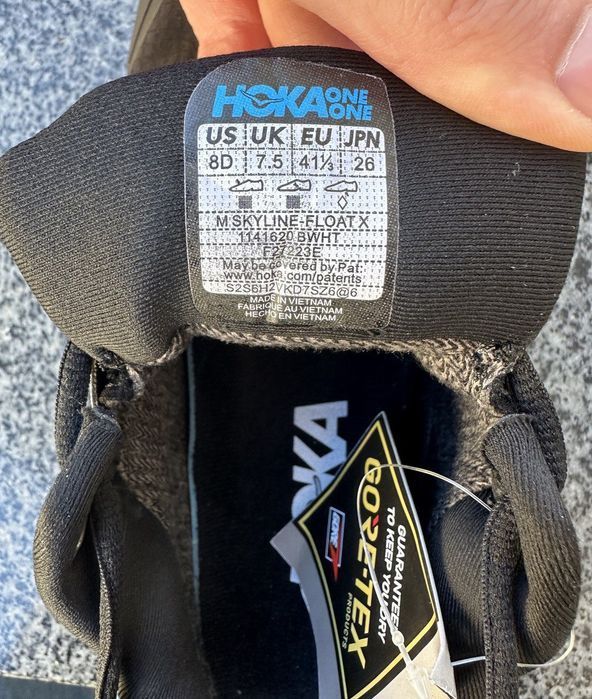 HOKA ONE ONE
US UK EU JPN
8D 7.5 41⅓ 26
M SKYLINE-FLOAT X
1141620 BWHT
May be covered by Pat:
www.hoka.com/patents
MADE IN VIETNAM
FABRIQUÉ AU VIETNAM
HECHO EN VIETNAM
HOKA
GORE-TEX
PRODUCTS
GUARANTEED
TO KEEP YOU DRY